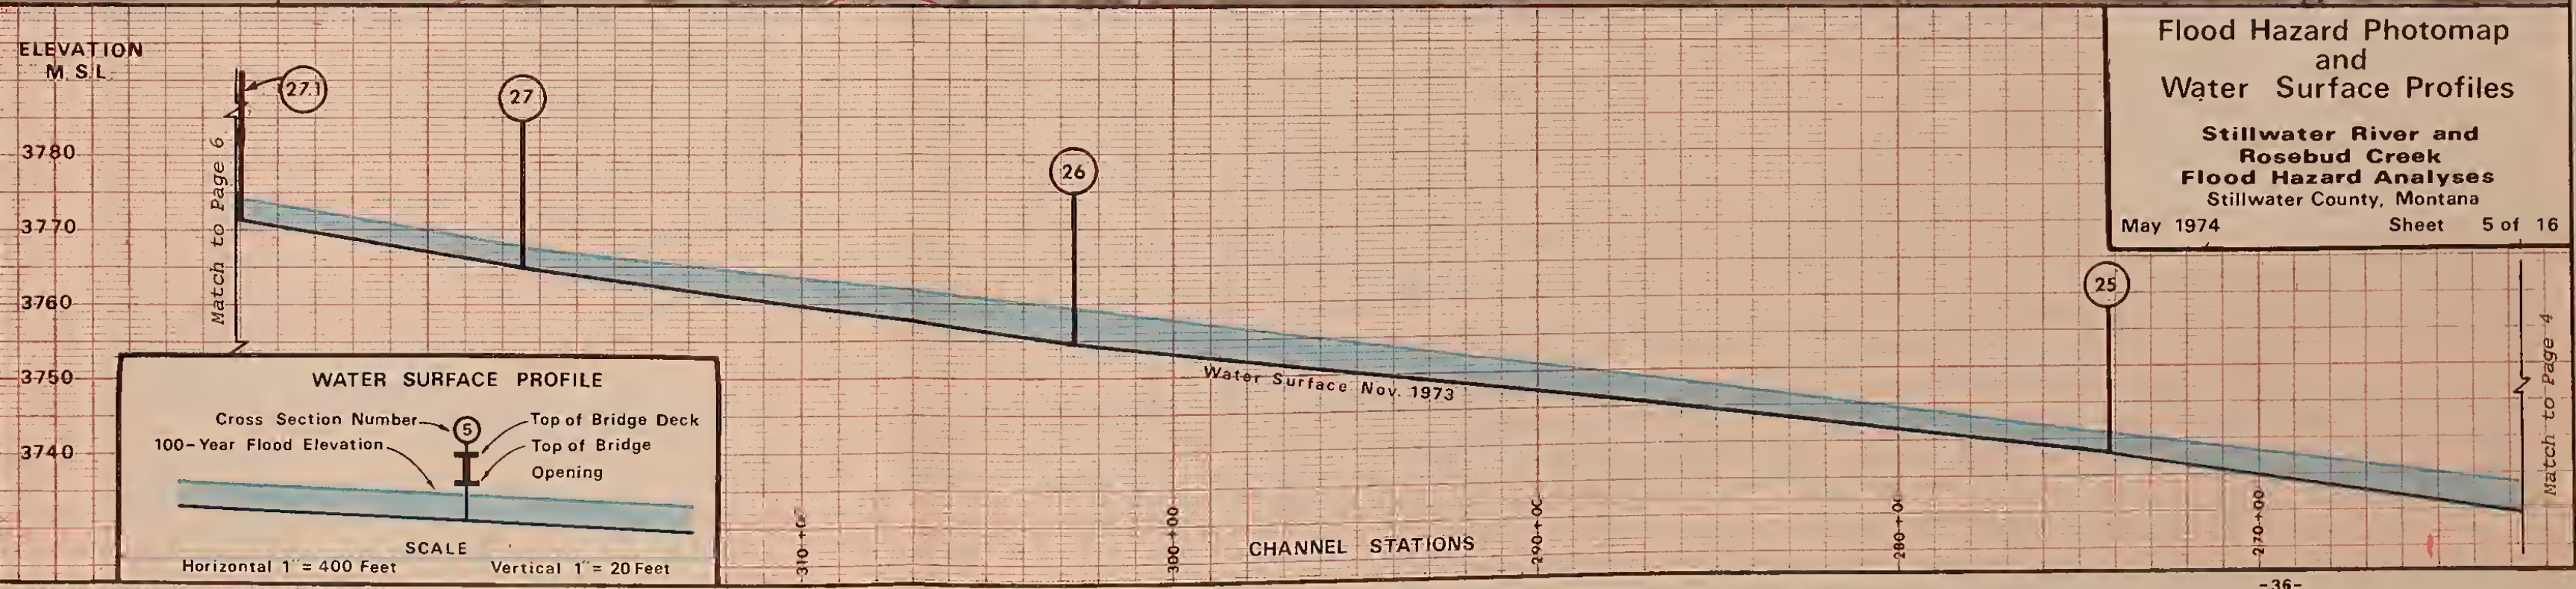 ELEVATION
M.S.L.
3780
3770
3760
3750
3740
Match to Page 6
27.1
27
26
25
Water Surface Nov. 1973
Match to Page 4
Flood Hazard Photomap
and
Water Surface Profiles
Stillwater River and
Rosebud Creek
Flood Hazard Analyses
Stillwater County, Montana
May 1974 Sheet 5 of 16
WATER SURFACE PROFILE
Cross Section Number
5
Top of Bridge Deck
100-Year Flood Elevation
Top of Bridge
Opening
SCALE
Horizontal 1" = 400 Feet Vertical 1" = 20 Feet
310+00
300+00
290+00
280+00
270+00
CHANNEL STATIONS
-36-